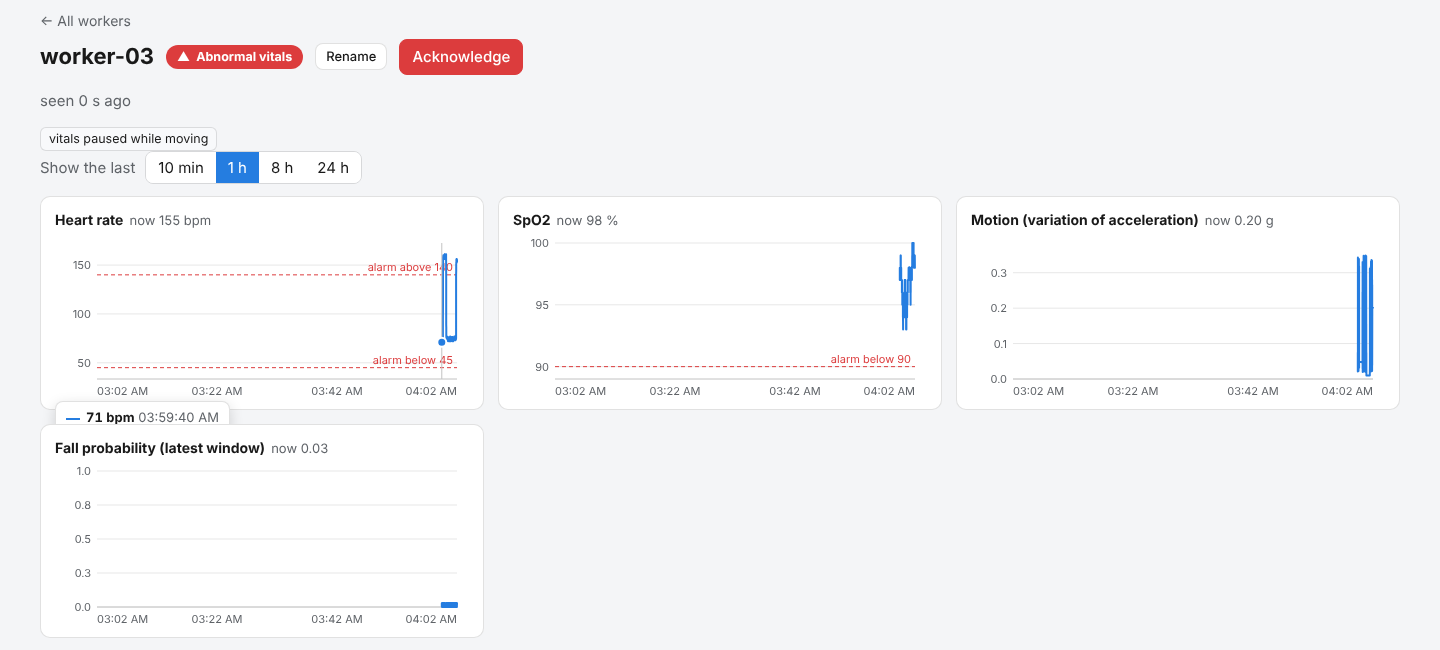 ← All workers
worker-03
Abnormal vitals
Rename
Acknowledge
seen 0 s ago
vitals paused while moving
Show the last
10 min
1 h
8 h
24 h
Heart rate now 155 bpm
150
100
50
alarm above 140
alarm below 45
03:02 AM 03:22 AM 03:42 AM 04:02 AM
71 bpm 03:59:40 AM
SpO2 now 98 %
100
95
90
alarm below 90
03:02 AM 03:22 AM 03:42 AM 04:02 AM
Motion (variation of acceleration) now 0.20 g
0.3
0.2
0.1
0.0
03:02 AM 03:22 AM 03:42 AM 04:02 AM
Fall probability (latest window) now 0.03
1.0
0.8
0.5
0.3
0.0
03:02 AM 03:22 AM 03:42 AM 04:02 AM